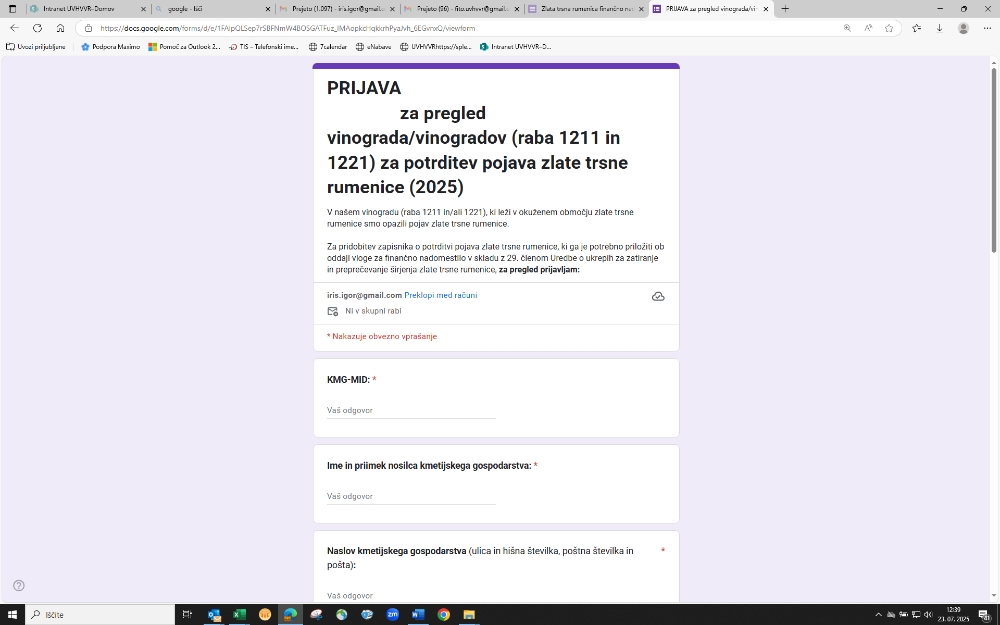 Intranet UVHVVR–Domov
google - Išči
Prejeto (1.097) - iris.igor@gmail.c
Prejeto (96) - fito.uvhvvr@gmail.c
Zlata trsna rumenica finančno nac
PRIJAVA za pregled vinograda/vin
https://docs.google.com/forms/d/e/1FAIpQLSep7rSBFNmW4BOSGATFuz_IMAopkcHqkkrhPyaJvh_6EGvnxQ/viewform
Uvozi priljubljene
Podpora Maximo
Pomoč za Outlook 2...
TIS – Telefonski ime...
7calendar
eNabave
UVHVVRhttps://sple...
Intranet UVHVVR–D...
PRIJAVA
za pregled
vinograda/vinogradov (raba 1211 in
1221) za potrditev pojava zlate trsne
rumenice (2025)
V našem vinogradu (raba 1211 in/ali 1221), ki leži v okuženem območju zlate trsne
rumenice smo opazili pojav zlate trsne rumenice.
Za pridobitev zapisnika o potrditvi pojava zlate trsne rumenice, ki ga je potrebno priložiti ob
oddaji vloge za finančno nadomestilo v skladu z 29. členom Uredbe o ukrepih za zatiranje
in preprečevanje širjenja zlate trsne rumenice, za pregled prijavljam:
iris.igor@gmail.com Preklopi med računi
Ni v skupni rabi
* Nakazuje obvezno vprašanje
KMG-MID: *
Vaš odgovor
Ime in priimek nosilca kmetijskega gospodarstva: *
Vaš odgovor
Naslov kmetijskega gospodarstva (ulica in hišna številka, poštna številka in *
pošta):
Vaš odgovor
Iščite
12:39
23. 07. 2025
41